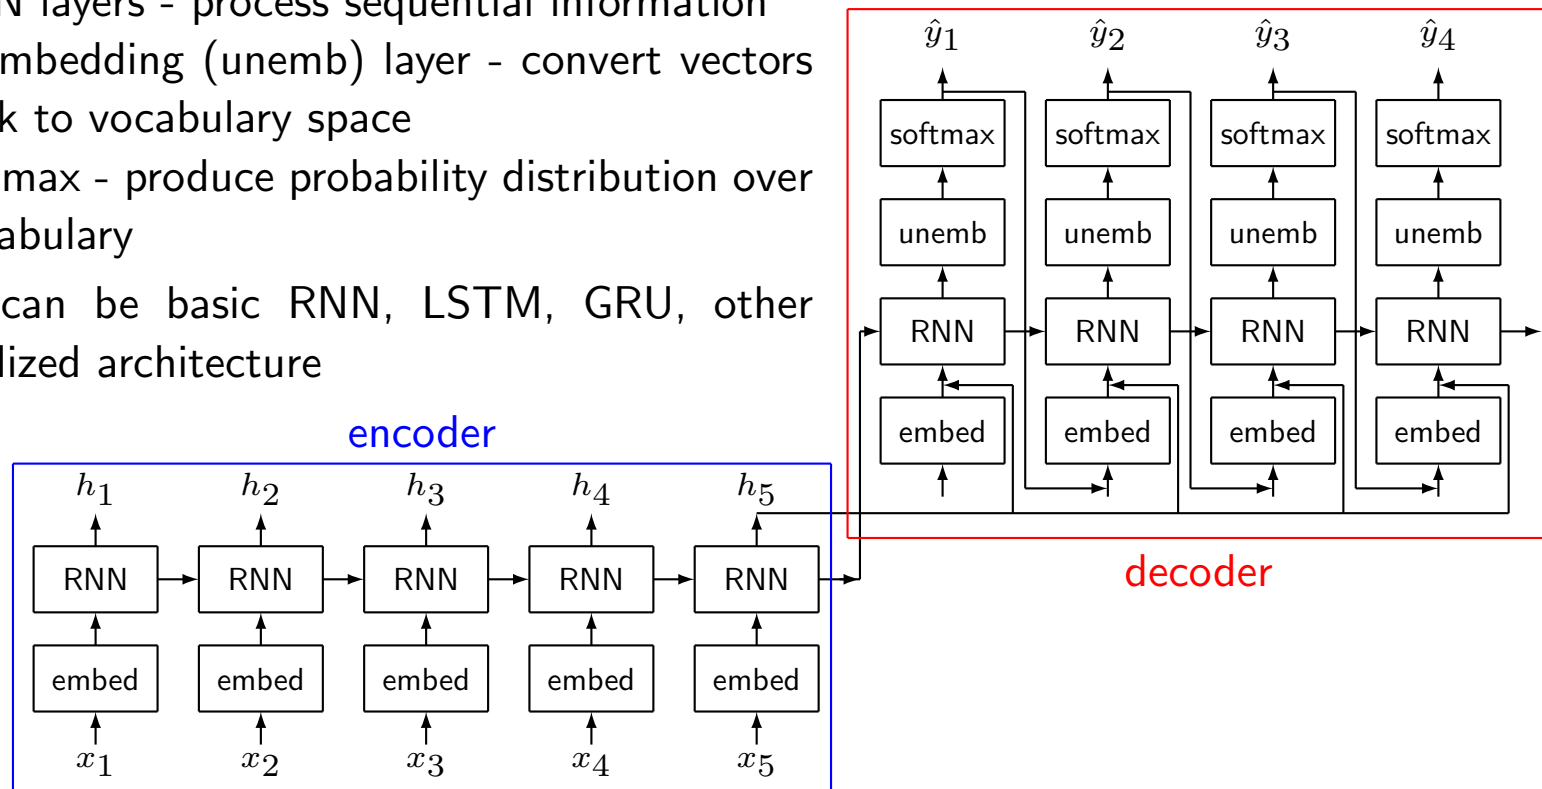 N layers - process sequential information
mbedding (unemb) layer - convert vectors
k to vocabulary space
max - produce probability distribution over
abulary
can be basic RNN, LSTM, GRU, other
lized architecture
encoder
h1 h2 h3 h4 h5
RNN RNN RNN RNN RNN
embed embed embed embed embed
x1 x2 x3 x4 x5
ŷ1 ŷ2 ŷ3 ŷ4
softmax softmax softmax softmax
unemb unemb unemb unemb
RNN RNN RNN RNN
embed embed embed embed
decoder